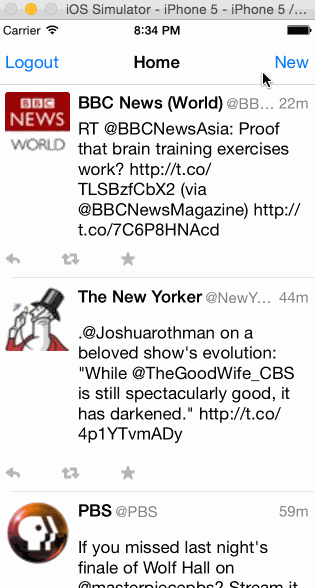 iOS Simulator - iPhone 5 - iPhone 5 /...
Carrier 8:34 PM
Logout Home New
BBC NEWS WORLD
BBC News (World) @BB... 22m
RT @BBCNewsAsia: Proof
that brain training exercises
work? http://t.co/
TLSBzfCbX2 (via
@BBCNewsMagazine) http://
t.co/7C6P8HNAcd
The New Yorker @NewY... 44m
.@Joshuarothman on a
beloved show's evolution:
"While @TheGoodWife_CBS
is still spectacularly good, it
has darkened." http://t.co/
4p1YTvmADy
PBS @PBS 59m
If you missed last night's
finale of Wolf Hall on
@masterpiecepbs? Stream it